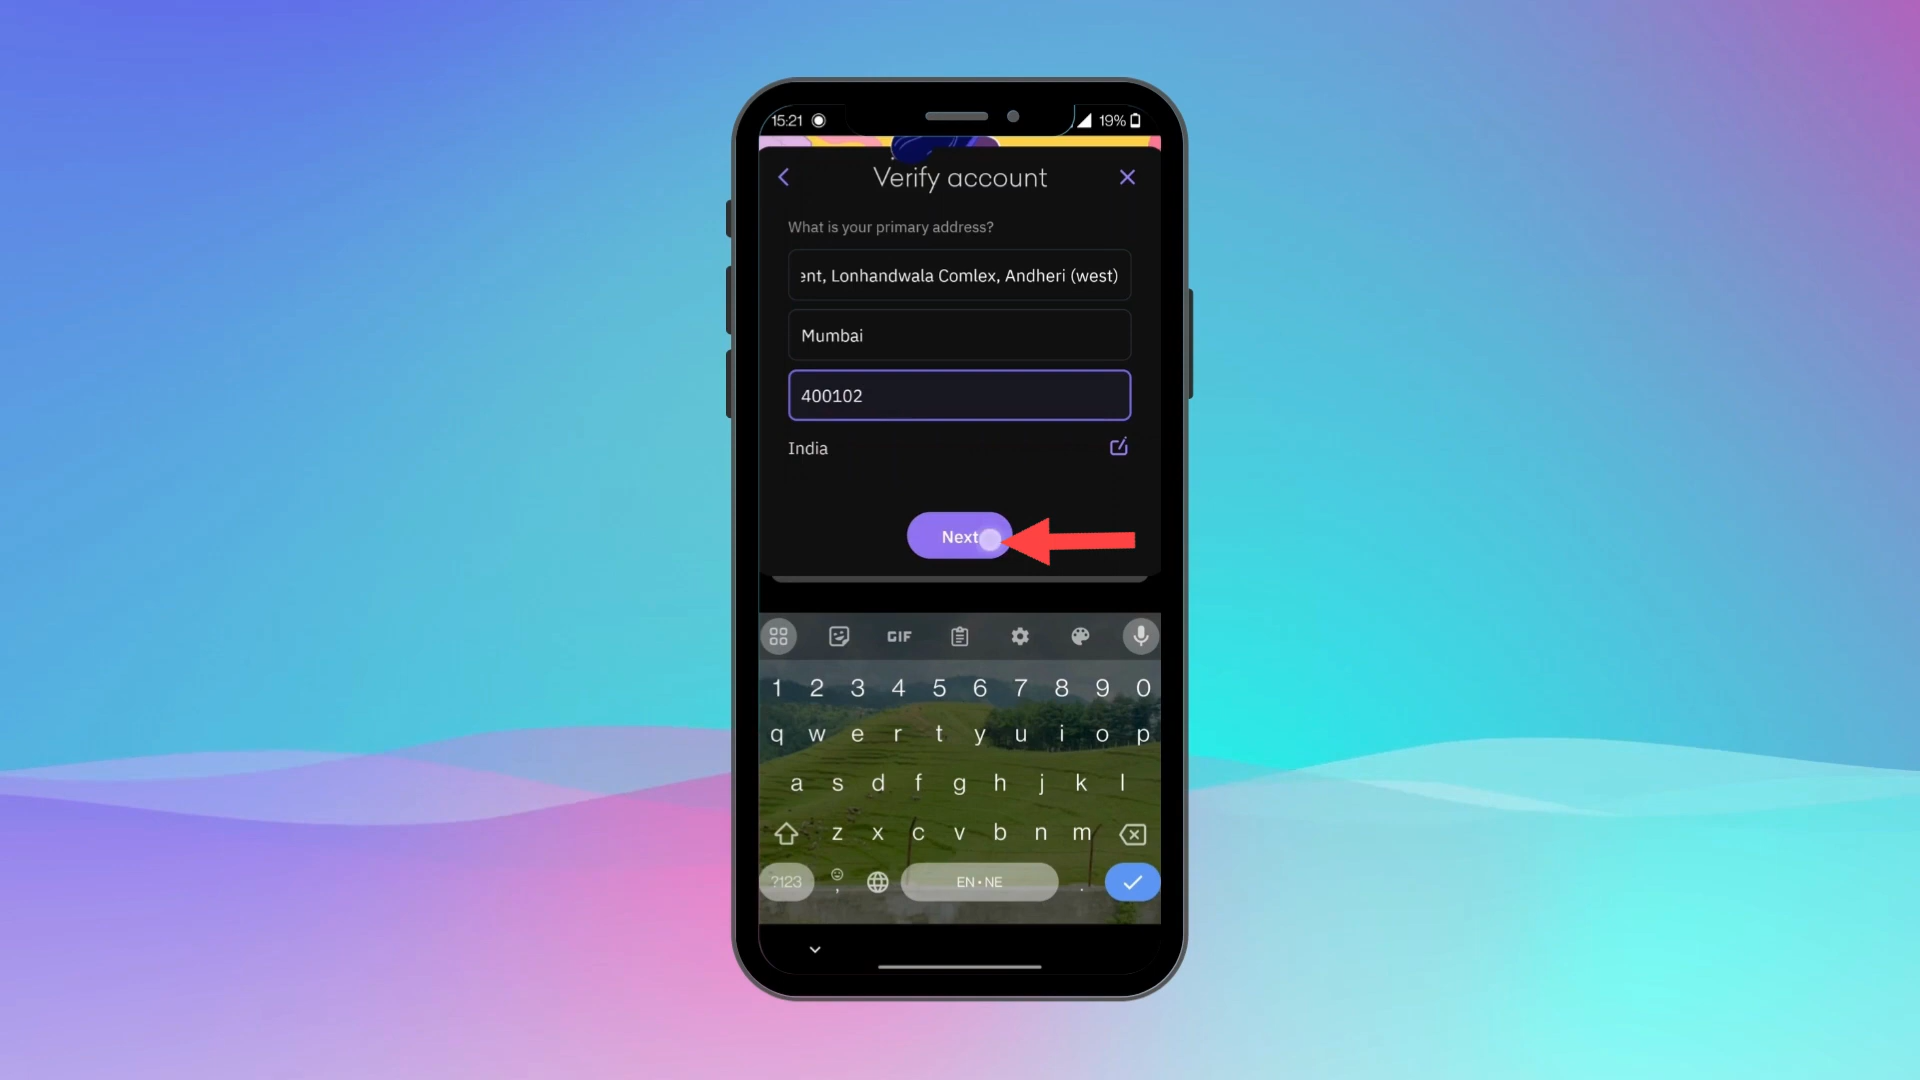 15:21 19%
Verify account
What is your primary address?
ent, Lonhandwala Comlex, Andheri (west)
Mumbai
400102
India
Next
GIF
1 2 3 4 5 6 7 8 9 0
q w e r t y u i o p
a s d f g h j k l
z x c v b n m
?123 , EN • NE .